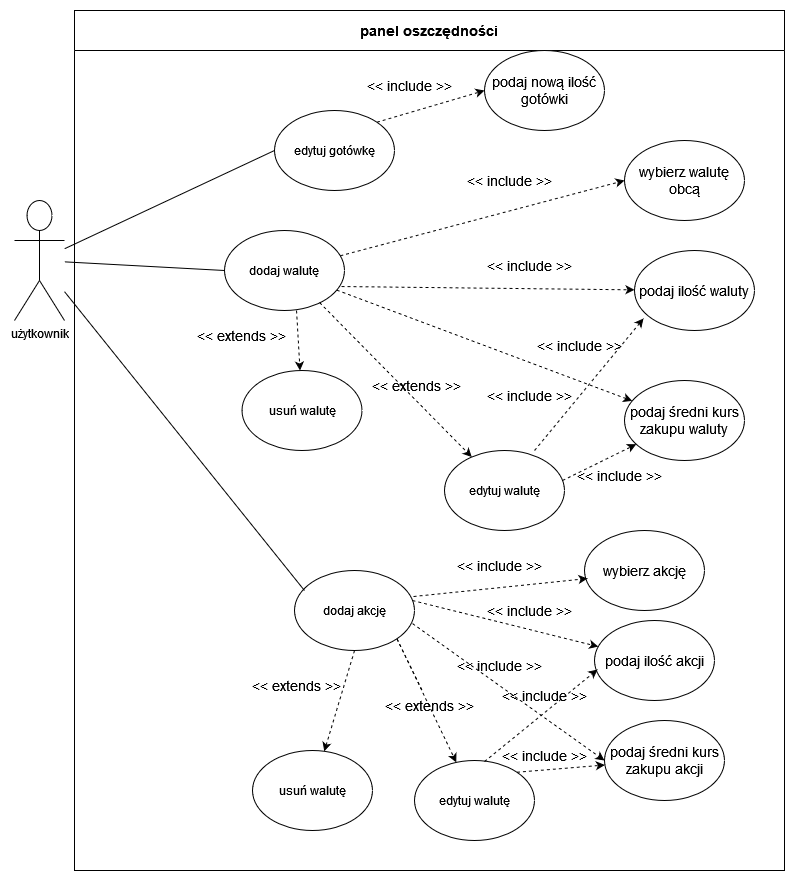 panel oszczędności
podaj nową ilość
gotówki
<< include >>
edytuj gotówkę
wybierz walutę
obcą
<< include >>
użytkownik
dodaj walutę
<< include >>
podaj ilość waluty
<< extends >>
<< include >>
usuń walutę
<< extends >>
<< include >>
podaj średni kurs
zakupu waluty
edytuj walutę
<< include >>
dodaj akcję
<< include >>
wybierz akcję
<< include >>
podaj ilość akcji
<< include >>
<< extends >>
<< include >>
<< extends >>
<< include >>
podaj średni kurs
zakupu akcji
usuń walutę
edytuj walutę